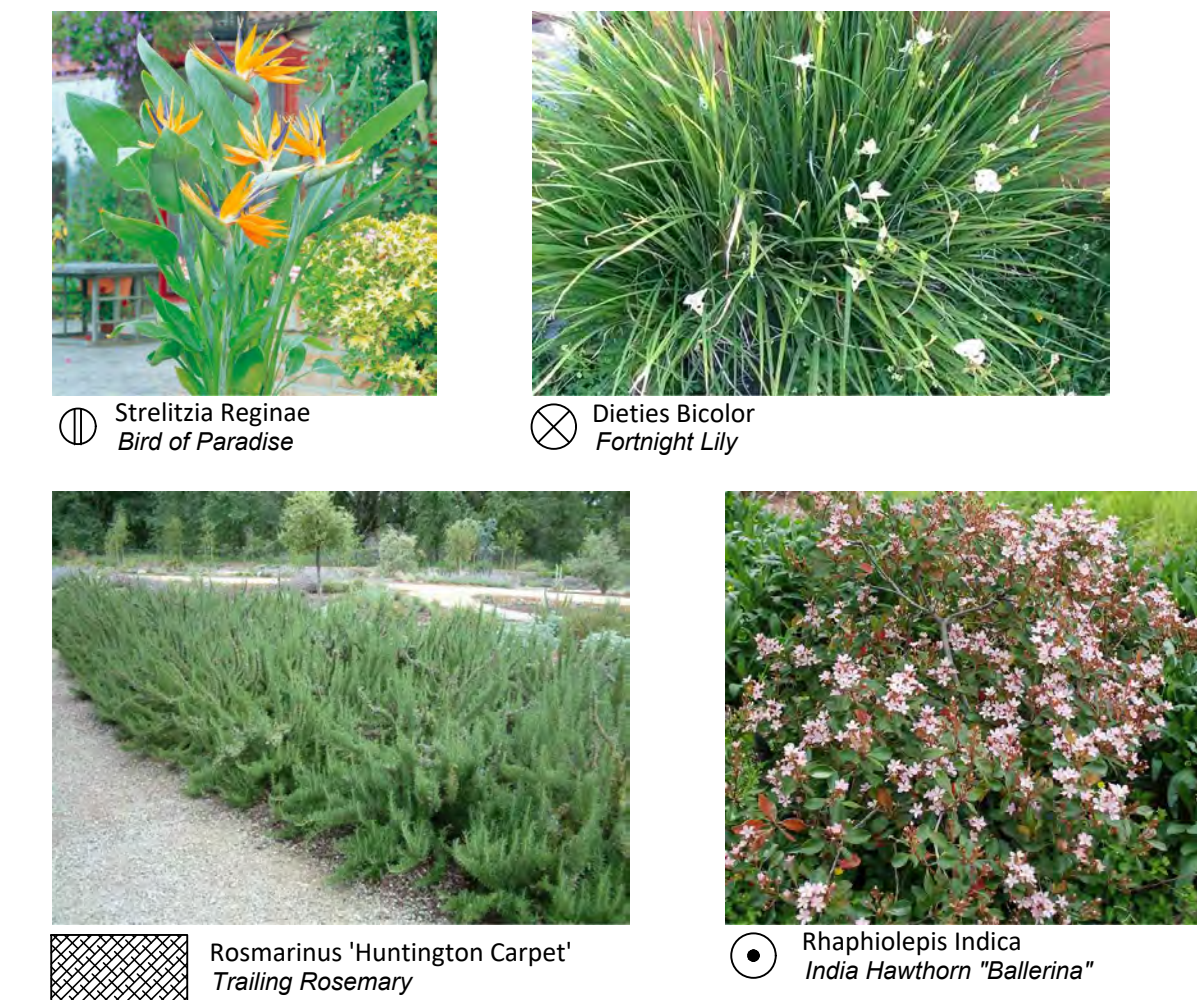 Strelitzia Reginae
Bird of Paradise
Dieties Bicolor
Fortnight Lily
Rosmarinus 'Huntington Carpet'
Trailing Rosemary
Rhaphiolepis Indica
India Hawthorn "Ballerina"